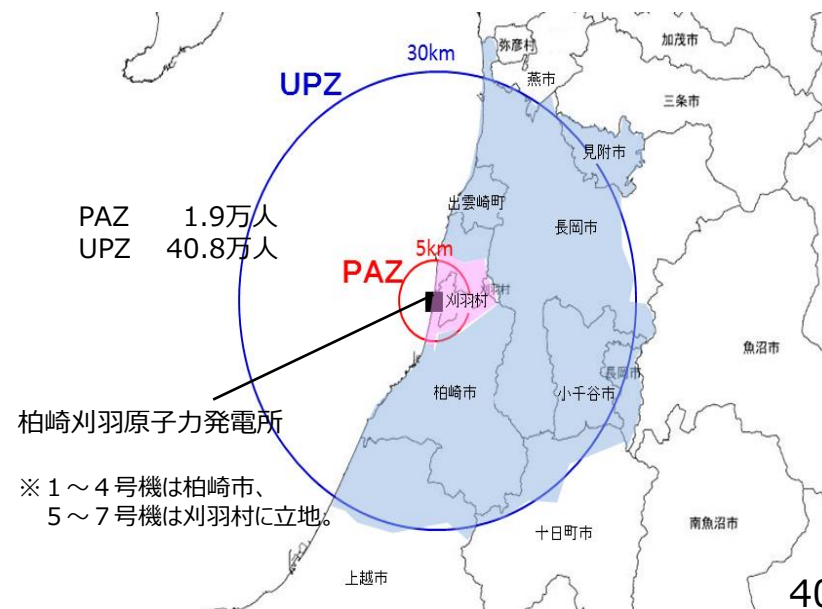 弥彦村
加茂市
30km
燕市
UPZ
三条市
見附市
出雲崎町
PAZ 1.9万人
長岡市
UPZ 40.8万人
5km
PAZ
刈羽村
刈羽村
魚沼市
長岡市
柏崎市
小千谷市
柏崎刈羽原子力発電所
※１～４号機は柏崎市、
５～７号機は刈羽村に立地。
十日町市
南魚沼市
上越市
40